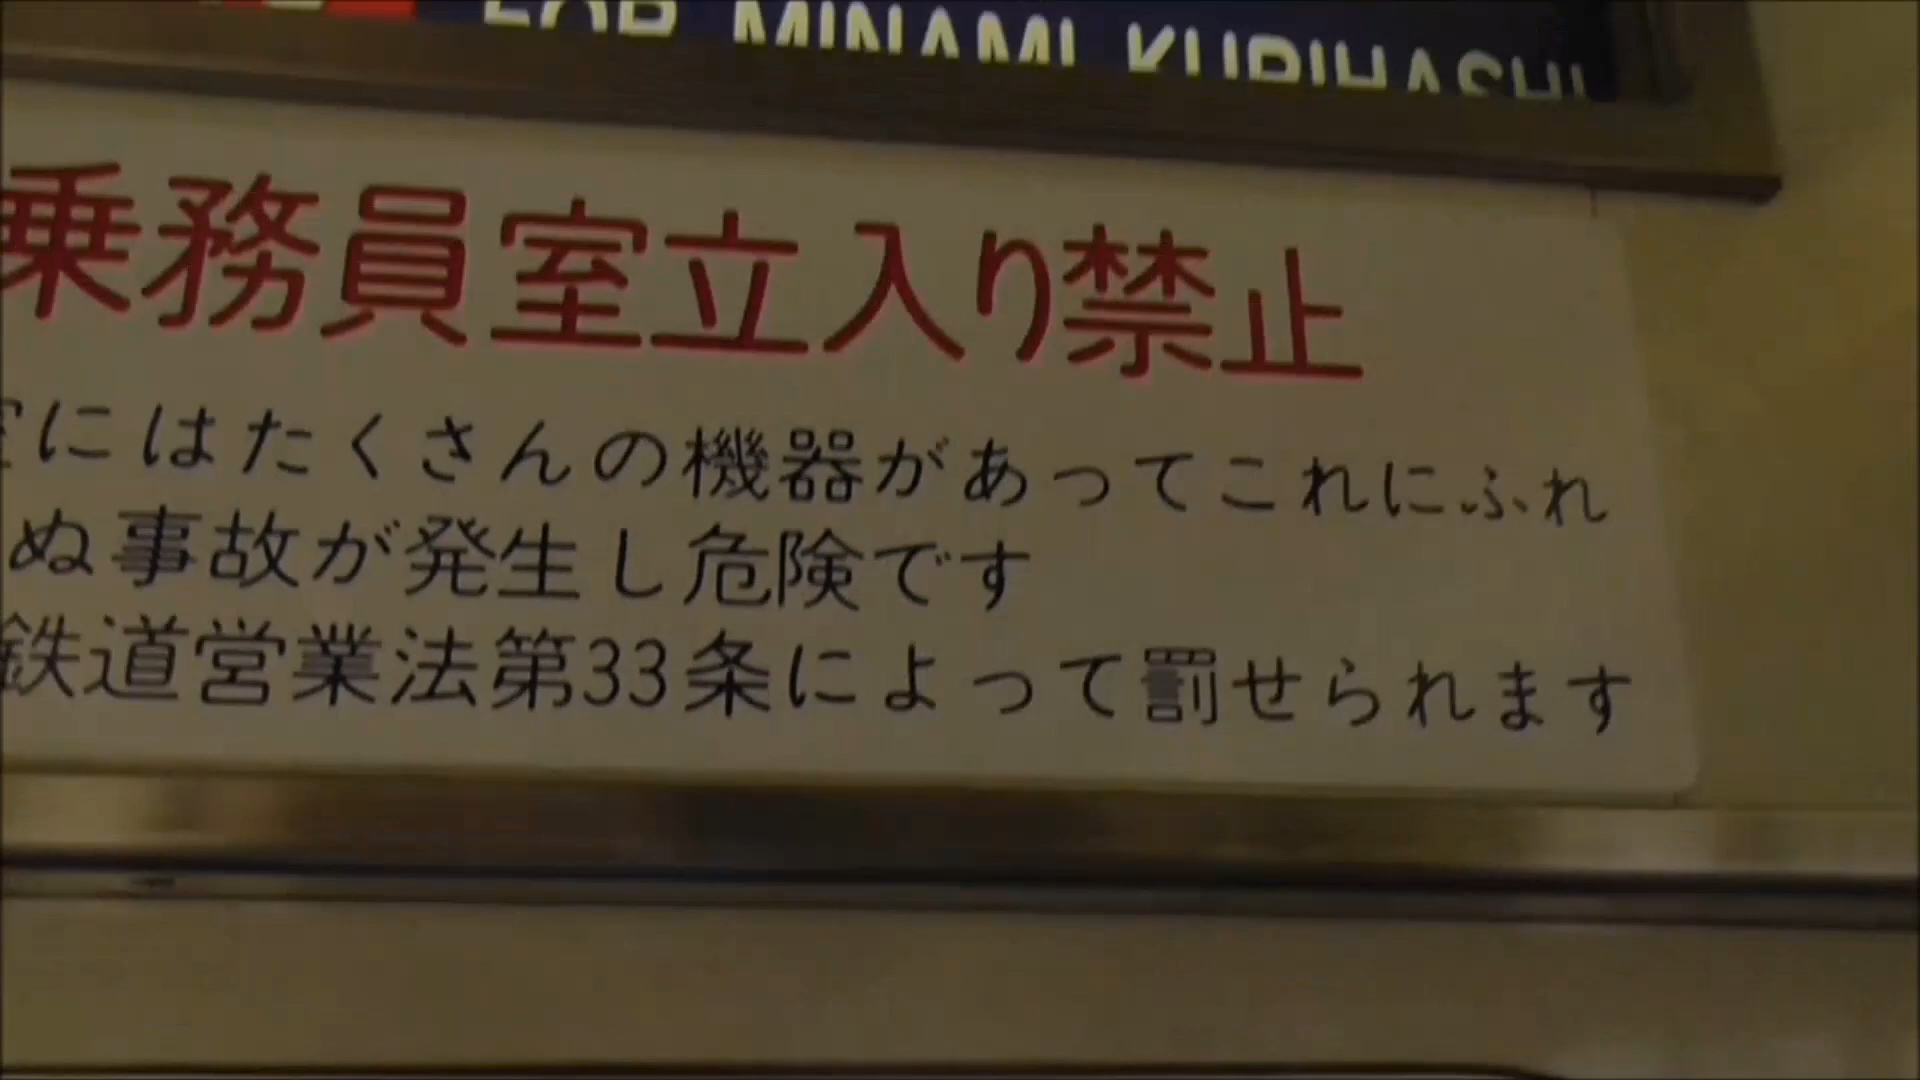 FOR MINAMI-KURIHASHI
乗務員室立入り禁止
室にはたくさんの機器があってこれにふれ
ぬ事故が発生し危険です
鉄道営業法第33条によって罰せられます